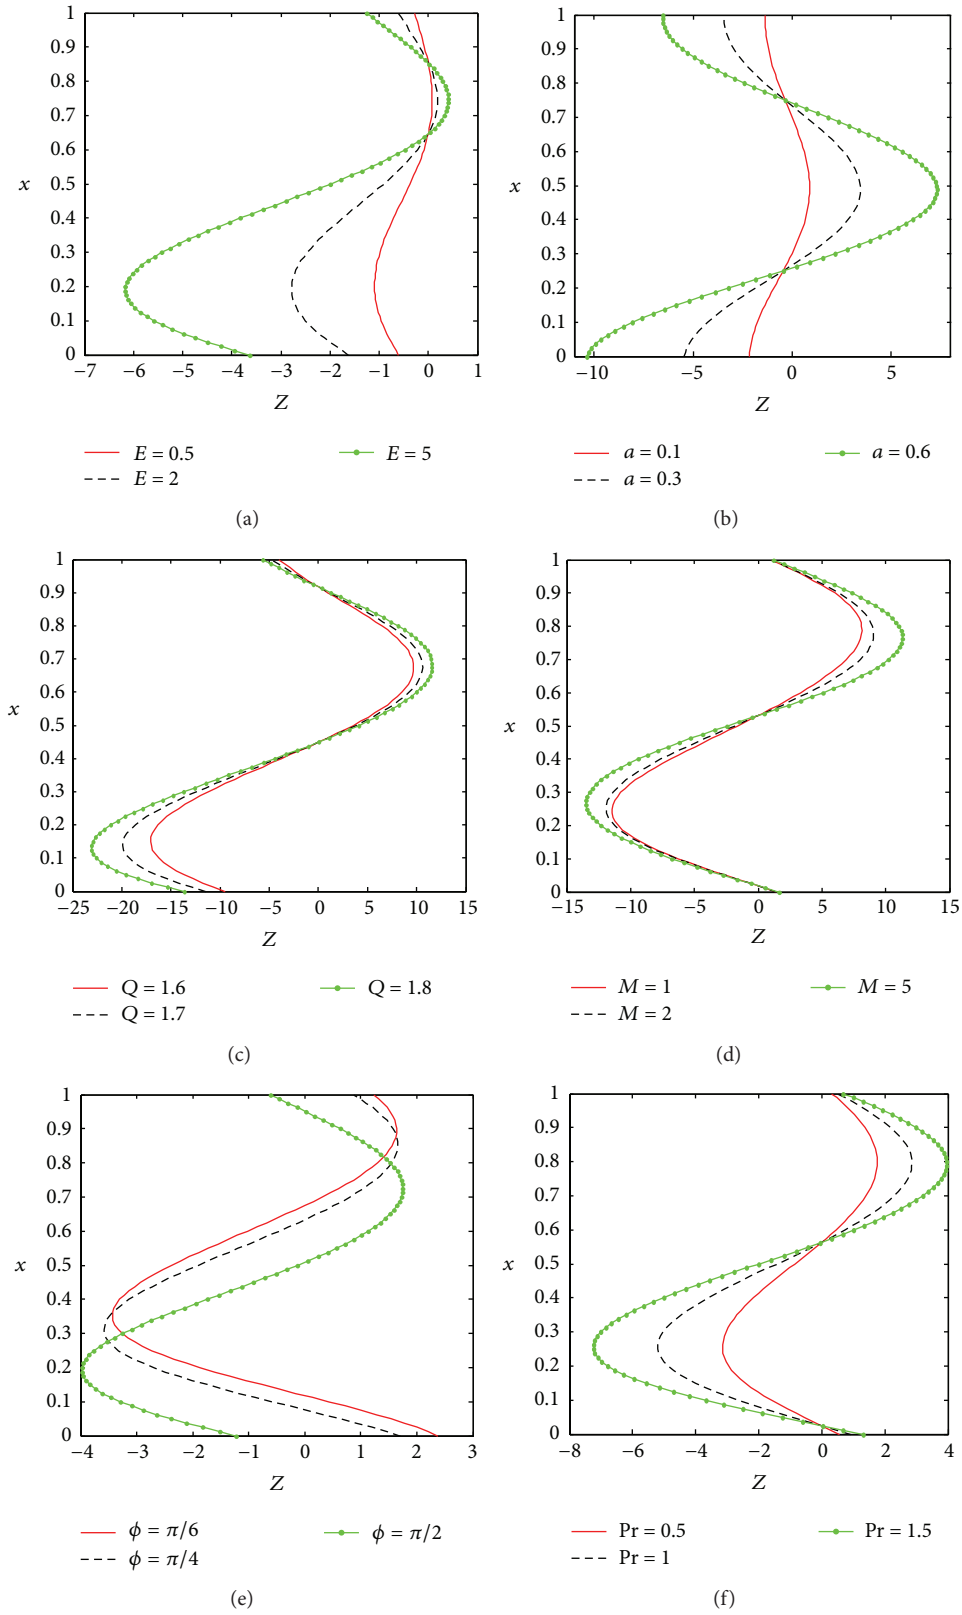 1
0.9
0.8
0.7
0.6
x 0.5
0.4
0.3
0.2
0.1
0
−7 −6 −5 −4 −3 −2 −1 0 1
Z
E = 0.5 E = 5
E = 2
(a)
1
0.9
0.8
0.7
0.6
x 0.5
0.4
0.3
0.2
0.1
0
−10 −5 0 5
Z
a = 0.1 a = 0.6
a = 0.3
(b)
1
0.9
0.8
0.7
0.6
x 0.5
0.4
0.3
0.2
0.1
0
−25 −20 −15 −10 −5 0 5 10 15
Z
Q = 1.6 Q = 1.8
Q = 1.7
(c)
1
0.9
0.8
0.7
0.6
x 0.5
0.4
0.3
0.2
0.1
0
−15 −10 −5 0 5 10 15
Z
M = 1 M = 5
M = 2
(d)
1
0.9
0.8
0.7
0.6
x 0.5
0.4
0.3
0.2
0.1
0
−4 −3 −2 −1 0 1 2 3
Z
ϕ = π/6 ϕ = π/2
ϕ = π/4
(e)
1
0.9
0.8
0.7
0.6
x 0.5
0.4
0.3
0.2
0.1
0
−8 −6 −4 −2 0 2 4
Z
Pr = 0.5 Pr = 1.5
Pr = 1
(f)